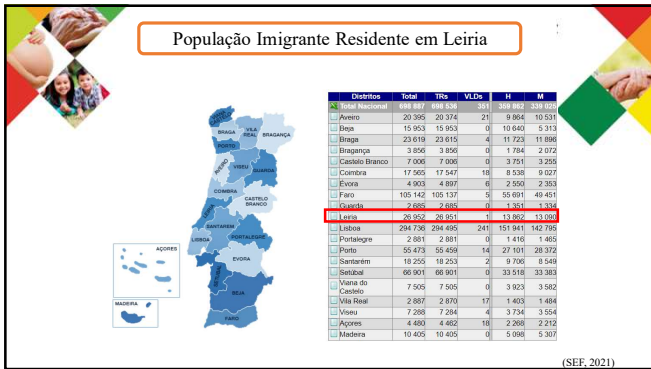 População Imigrante Residente em Leiria
VIANA DO CASTELO
BRAGA
VILA REAL
BRAGANÇA
PORTO
AVEIRO
VISEU
GUARDA
COIMBRA
CASTELO BRANCO
LEIRIA
SANTARÉM
PORTALEGRE
LISBOA
EVORA
SETÚBAL
BEJA
FARO
AÇORES
MADEIRA
Distritos Total TRs VLDs H M
Total Nacional 698 887 698 536 351 359 862 339 025
Aveiro 20 395 20 374 21 9 864 10 531
Beja 15 953 15 953 0 10 640 5 313
Braga 23 619 23 615 4 11 723 11 896
Bragança 3 856 3 856 0 1 784 2 072
Castelo Branco 7 006 7 006 0 3 751 3 255
Coimbra 17 565 17 547 18 8 538 9 027
Évora 4 903 4 897 6 2 550 2 353
Faro 105 142 105 137 5 55 691 49 451
Guarda 2 685 2 685 0 1 351 1 334
Leiria 26 952 26 951 1 13 862 13 090
Lisboa 294 736 294 495 241 151 941 142 795
Portalegre 2 881 2 881 0 1 416 1 465
Porto 55 473 55 459 14 27 101 28 372
Santarém 18 255 18 253 2 9 706 8 549
Setúbal 66 901 66 901 0 33 518 33 383
Viana do
Castelo 7 505 7 505 0 3 923 3 582
Vila Real 2 887 2 870 17 1 403 1 484
Viseu 7 288 7 284 4 3 734 3 554
Açores 4 480 4 462 18 2 268 2 212
Madeira 10 405 10 405 0 5 098 5 307
(SEF, 2021)